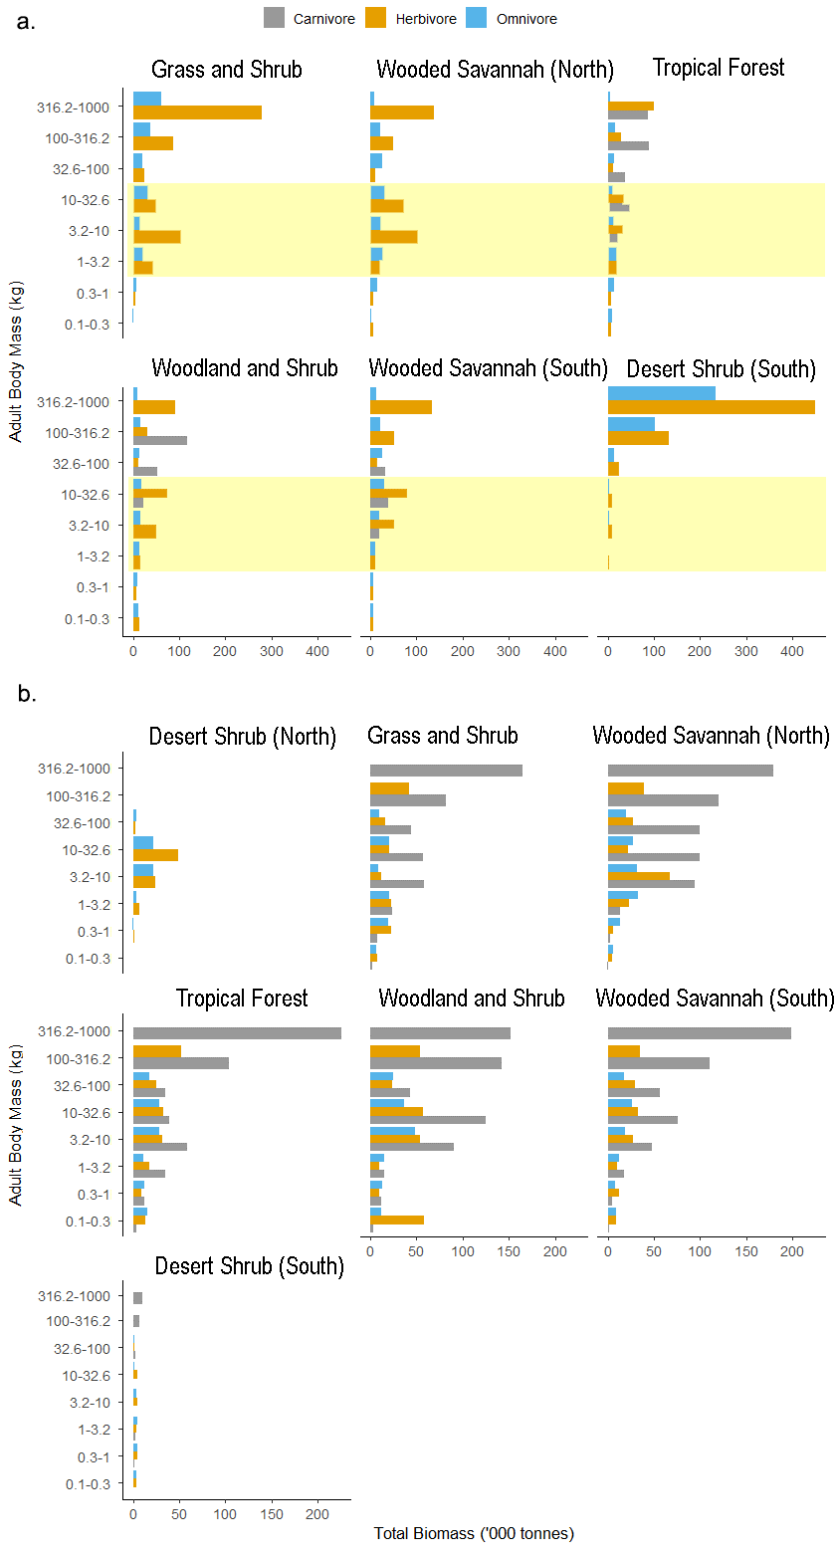 a.
Carnivore Herbivore Omnivore
Grass and Shrub Wooded Savannah (North) Tropical Forest
316.2-1000
100-316.2
32.6-100
10-32.6
3.2-10
1-3.2
0.3-1
0.1-0.3
Adult Body Mass (kg)
Woodland and Shrub Wooded Savannah (South) Desert Shrub (South)
316.2-1000
100-316.2
32.6-100
10-32.6
3.2-10
1-3.2
0.3-1
0.1-0.3
0 100 200 300 400 0 100 200 300 400 0 100 200 300 400
b.
Desert Shrub (North) Grass and Shrub Wooded Savannah (North)
316.2-1000
100-316.2
32.6-100
10-32.6
3.2-10
1-3.2
0.3-1
0.1-0.3
Tropical Forest Woodland and Shrub Wooded Savannah (South)
316.2-1000
100-316.2
32.6-100
10-32.6
3.2-10
1-3.2
0.3-1
0.1-0.3
Adult Body Mass (kg)
0 50 100 150 200 0 50 100 150 200
Desert Shrub (South)
316.2-1000
100-316.2
32.6-100
10-32.6
3.2-10
1-3.2
0.3-1
0.1-0.3
0 50 100 150 200
Total Biomass ('000 tonnes)